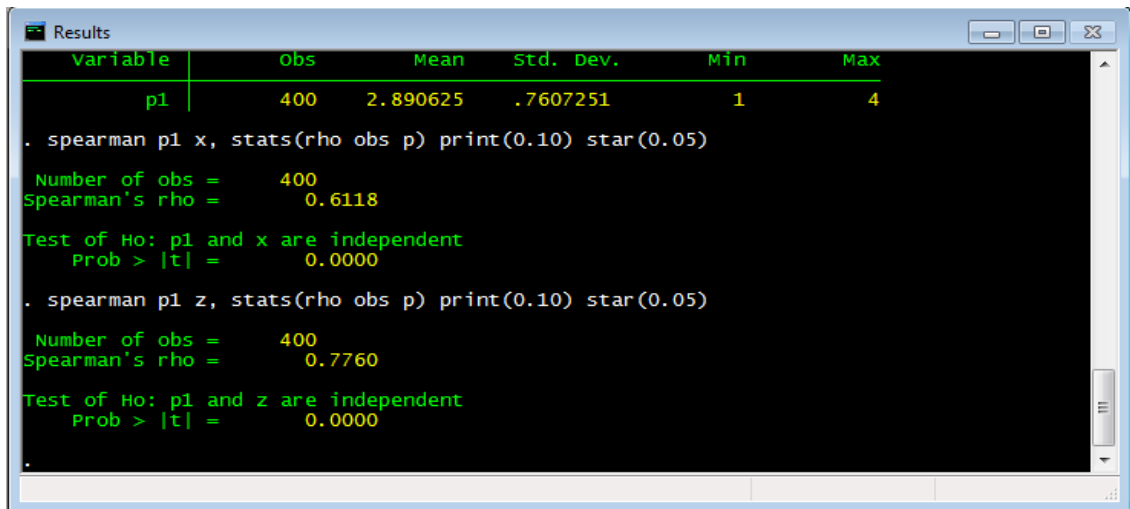 Results
Variable Obs Mean Std. Dev. Min Max
p1 400 2.890625 .7607251 1 4
. spearman p1 x, stats(rho obs p) print(0.10) star(0.05)
Number of obs = 400
Spearman's rho = 0.6118
Test of Ho: p1 and x are independent
Prob > |t| = 0.0000
. spearman p1 z, stats(rho obs p) print(0.10) star(0.05)
Number of obs = 400
Spearman's rho = 0.7760
Test of Ho: p1 and z are independent
Prob > |t| = 0.0000
.